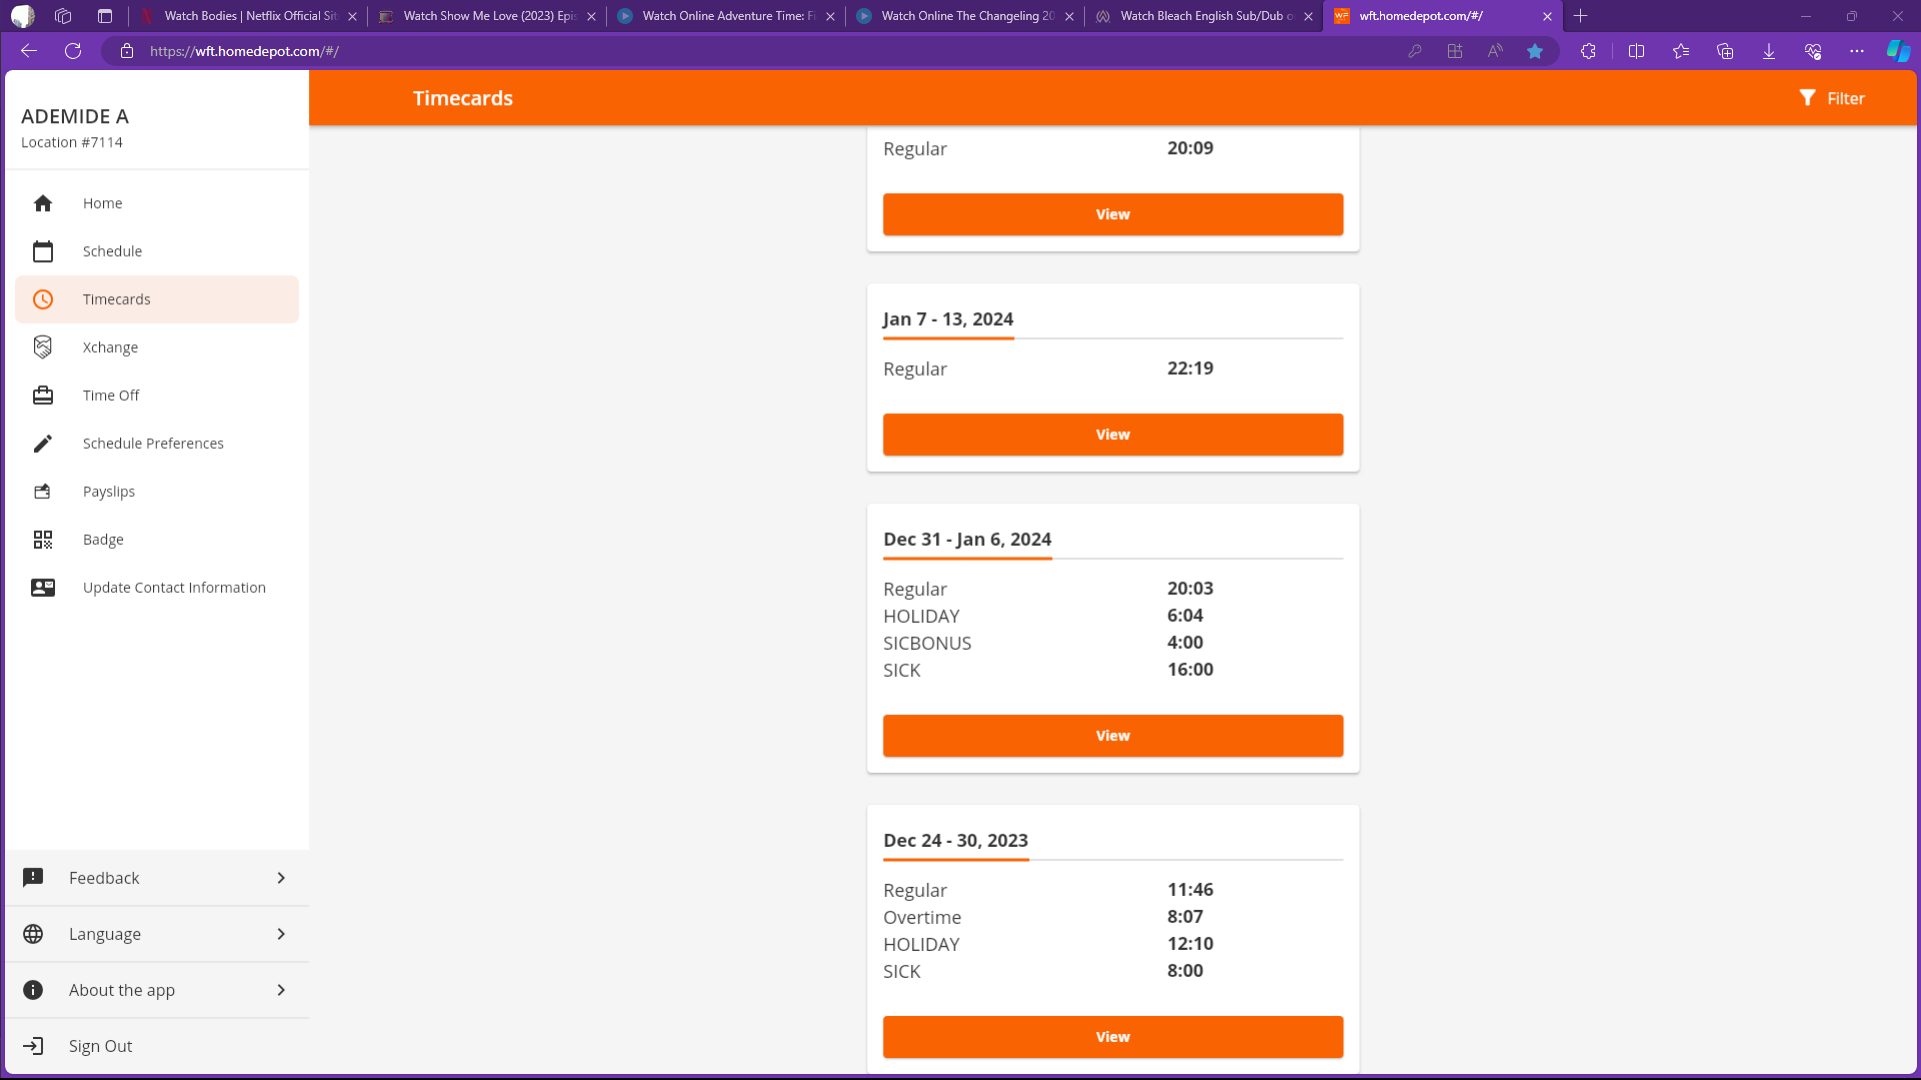 Watch Bodies | Netflix Official Sit
Watch Show Me Love (2023) Epis
Watch Online Adventure Time: Fi
Watch Online The Changeling 20
Watch Bleach English Sub/Dub o
wft.homedepot.com/#/
https://wft.homedepot.com/#/
ADEMIDE A
Location #7114
Home
Schedule
Timecards
Xchange
Time Off
Schedule Preferences
Payslips
Badge
Update Contact Information
Feedback
Language
About the app
Sign Out
Timecards
Filter
Regular 20:09
View
Jan 7 - 13, 2024
Regular 22:19
View
Dec 31 - Jan 6, 2024
Regular 20:03
HOLIDAY 6:04
SICBONUS 4:00
SICK 16:00
View
Dec 24 - 30, 2023
Regular 11:46
Overtime 8:07
HOLIDAY 12:10
SICK 8:00
View